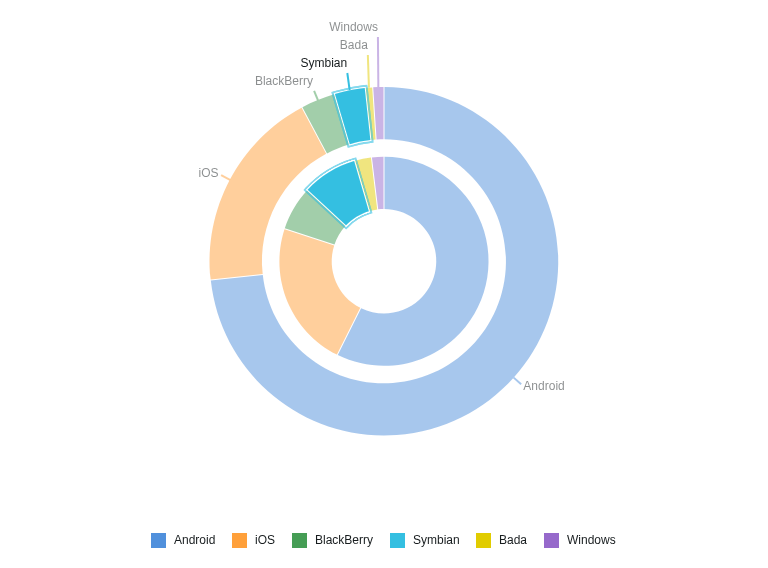 Windows
Bada
Symbian
BlackBerry
iOS
Android
Android iOS BlackBerry Symbian Bada Windows